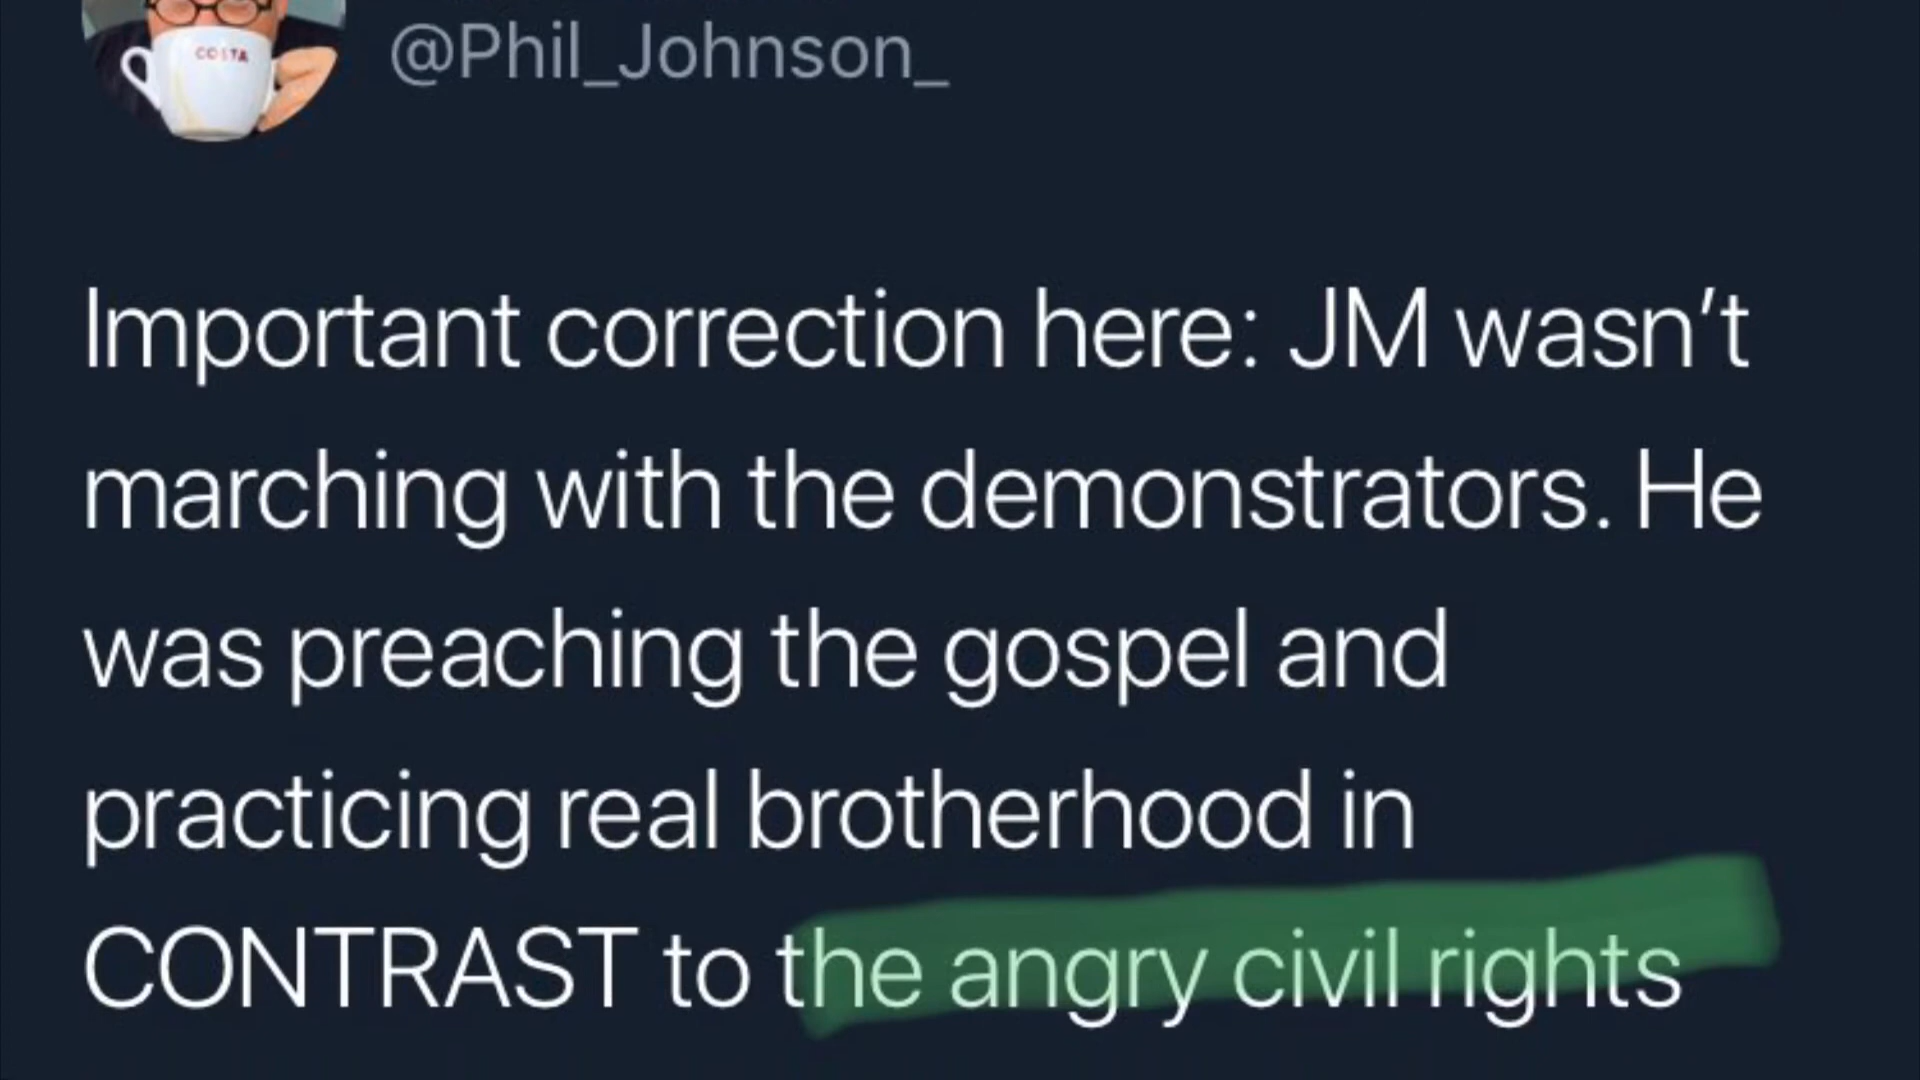 COSTA
@Phil_Johnson_
Important correction here: JM wasn’t
marching with the demonstrators. He
was preaching the gospel and
practicing real brotherhood in
CONTRAST to the angry civil rights